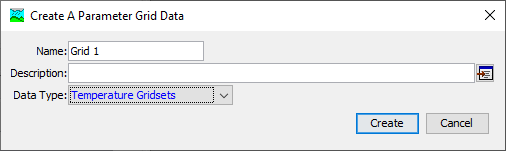 Create A Parameter Grid Data
Name: Grid 1
Description:
Data Type: Temperature Gridsets
Create Cancel